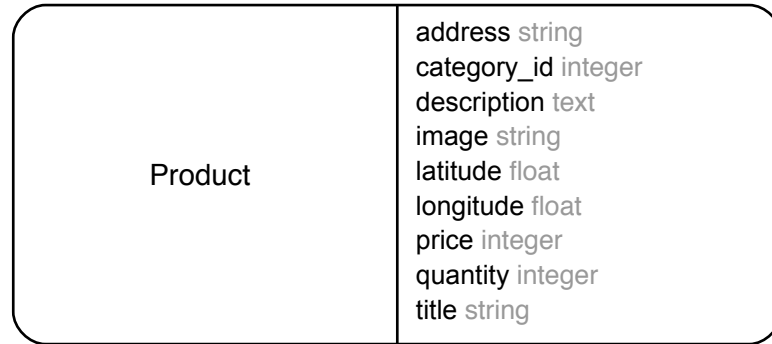 Product
address string
category_id integer
description text
image string
latitude float
longitude float
price integer
quantity integer
title string